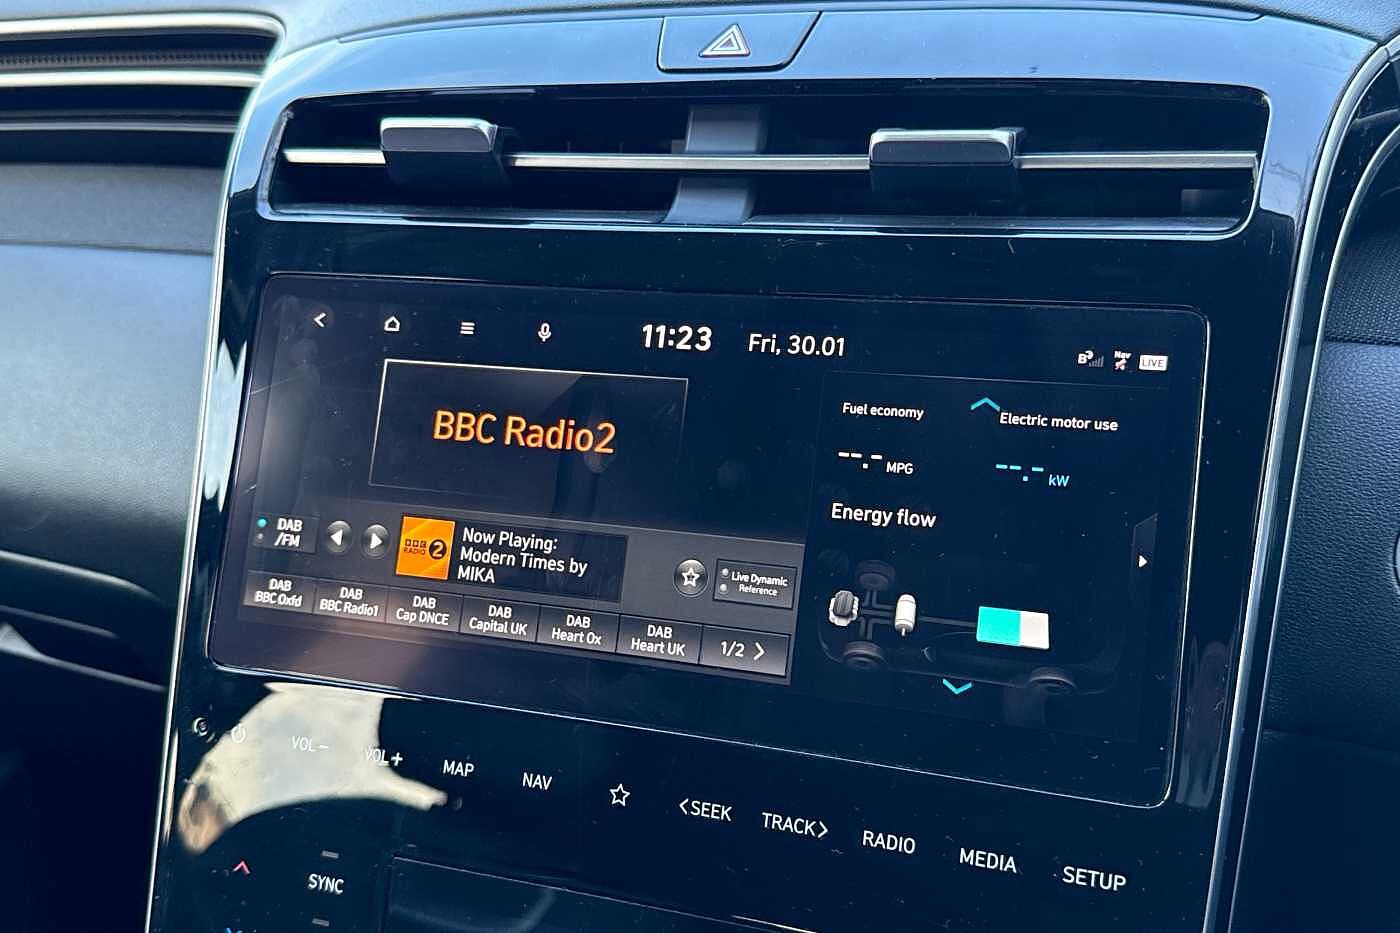 11:23 Fri, 30.01
Nav
LIVE
BBC Radio2
Fuel economy
Electric motor use
--.- MPG
--.- kW
Energy flow
DAB
/FM
BBC
RADIO 2
Now Playing:
Modern Times by
MIKA
Live Dynamic
Reference
DAB
BBC Oxfd
DAB
BBC Radio1
DAB
Cap DNCE
DAB
Capital UK
DAB
Heart Ox
DAB
Heart UK
1/2 >
VOL−
VOL+
MAP
NAV
<SEEK
TRACK>
RADIO
MEDIA
SETUP
SYNC